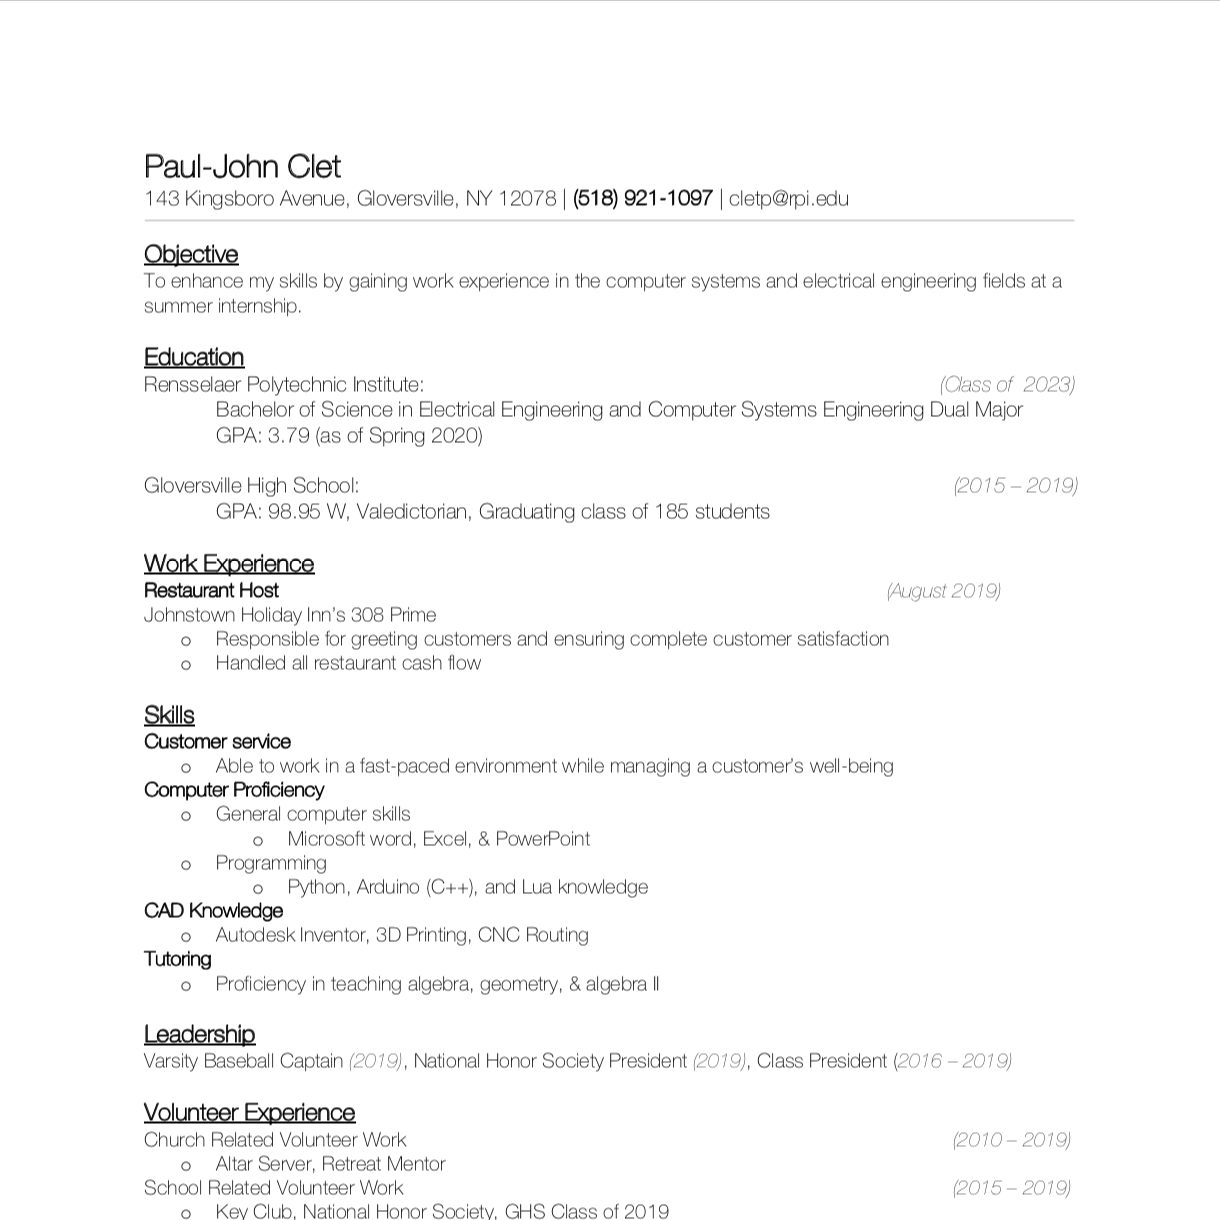 Paul-John Clet
143 Kingsboro Avenue, Gloversville, NY 12078 | (518) 921-1097 | cletp@rpi.edu
Objective
To enhance my skills by gaining work experience in the computer systems and electrical engineering fields at a
summer internship.
Education
Rensselaer Polytechnic Institute: (Class of 2023)
Bachelor of Science in Electrical Engineering and Computer Systems Engineering Dual Major
GPA: 3.79 (as of Spring 2020)
Gloversville High School: (2015 – 2019)
GPA: 98.95 W, Valedictorian, Graduating class of 185 students
Work Experience
Restaurant Host (August 2019)
Johnstown Holiday Inn's 308 Prime
o Responsible for greeting customers and ensuring complete customer satisfaction
o Handled all restaurant cash flow
Skills
Customer service
o Able to work in a fast-paced environment while managing a customer's well-being
Computer Proficiency
o General computer skills
o Microsoft word, Excel, & PowerPoint
o Programming
o Python, Arduino (C++), and Lua knowledge
CAD Knowledge
o Autodesk Inventor, 3D Printing, CNC Routing
Tutoring
o Proficiency in teaching algebra, geometry, & algebra II
Leadership
Varsity Baseball Captain (2019), National Honor Society President (2019), Class President (2016 – 2019)
Volunteer Experience
Church Related Volunteer Work (2010 – 2019)
o Altar Server, Retreat Mentor
School Related Volunteer Work (2015 – 2019)
o Key Club, National Honor Society, GHS Class of 2019